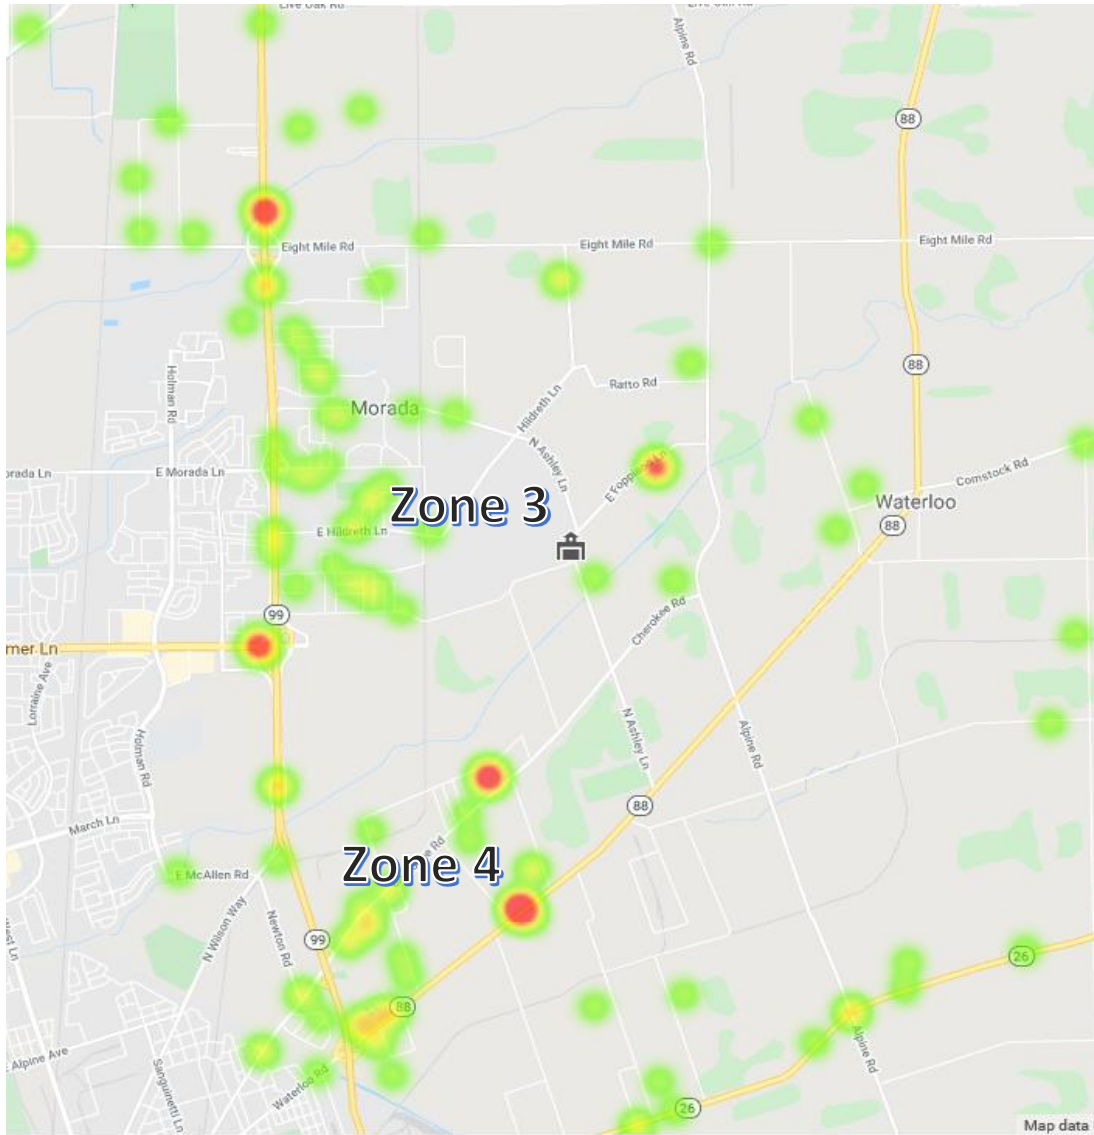 Live Oak Rd
Alpine Rd
88
Eight Mile Rd
Eight Mile Rd
Eight Mile Rd
88
Holman Rd
Ratto Rd
Hildreth Ln
Morada
N Ashley Ln
E Morada Ln
orada Ln
E Foppiano Ln
Comstock Rd
Zone 3
Waterloo
88
E Hildreth Ln
99
Cherokee Rd
mer Ln
Lorraine Ave
N Ashley Ln
Alpine Rd
Holman Rd
88
March Ln
Zone 4
E McAllen Rd
N Wilson Way
Newton Rd
99
West Ln
26
88
Alpine Rd
E Alpine Ave
Waterloo Rd
Sanguinetti Ln
26
Map data